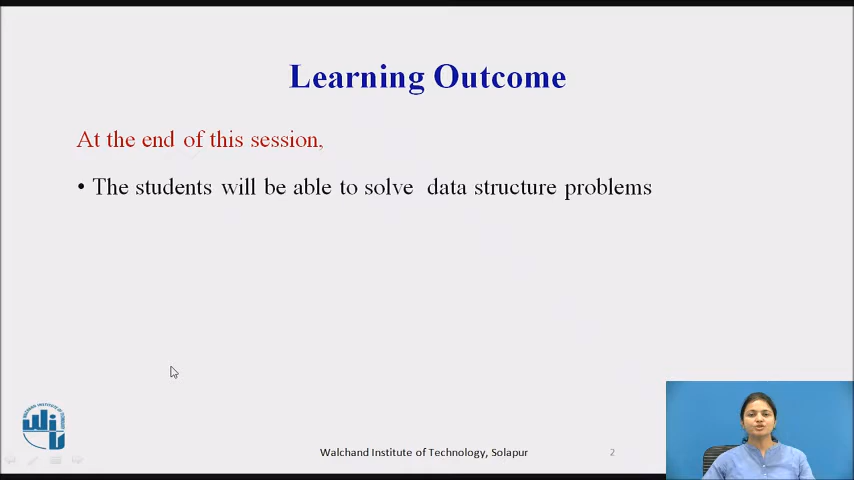 Learning Outcome
At the end of this session,
• The students will be able to solve data structure problems
Walchand Institute of Technology, Solapur
2